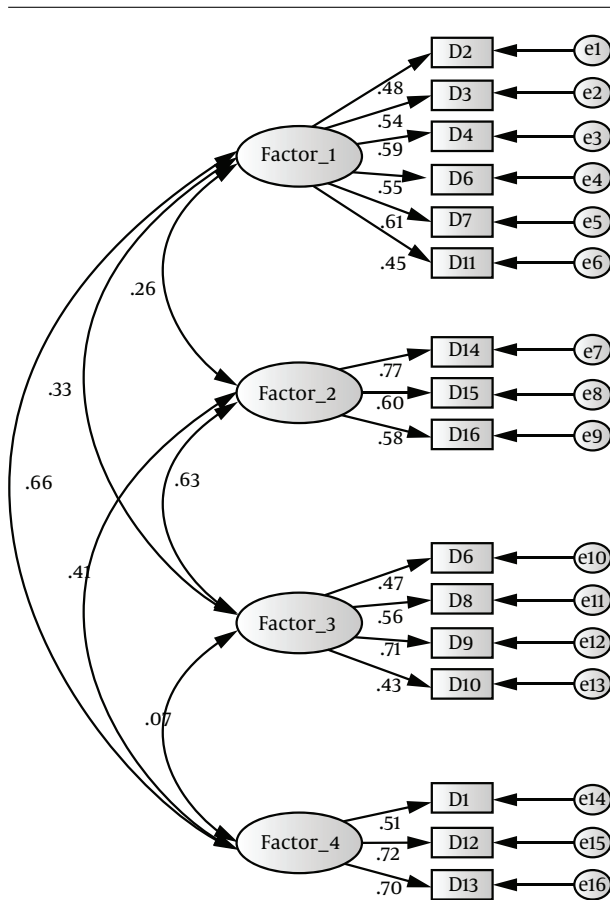 D2
e1
.48
D3
e2
.54
Factor_1
D4
e3
.59
D6
e4
.55
D7
e5
.61
D11
e6
.45
.26
D14
e7
.77
Factor_2
D15
e8
.60
D16
e9
.58
.33
.63
.66
.41
D6
e10
.47
D8
e11
.56
Factor_3
D9
e12
.71
D10
e13
.43
.07
D1
e14
.51
Factor_4
D12
e15
.72
D13
e16
.70